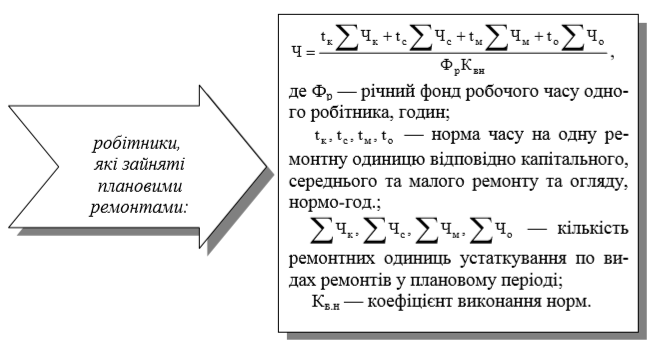 робітники,
які зайняті
плановими
ремонтами:
Ч = (tк∑Чк + tс∑Чс + tм∑Чм + tо∑Чо) / (ФрКвн),
де Фр — річний фонд робочого часу одно-
го робітника, годин;
tк, tс, tм, tо — норма часу на одну ре-
монтну одиницю відповідно капітального,
середнього та малого ремонту та огляду,
нормо-год.;
∑Чк, ∑Чс, ∑Чм, ∑Чо — кількість
ремонтних одиниць устаткування по ви-
дах ремонтів у плановому періоді;
Кв.н — коефіцієнт виконання норм.